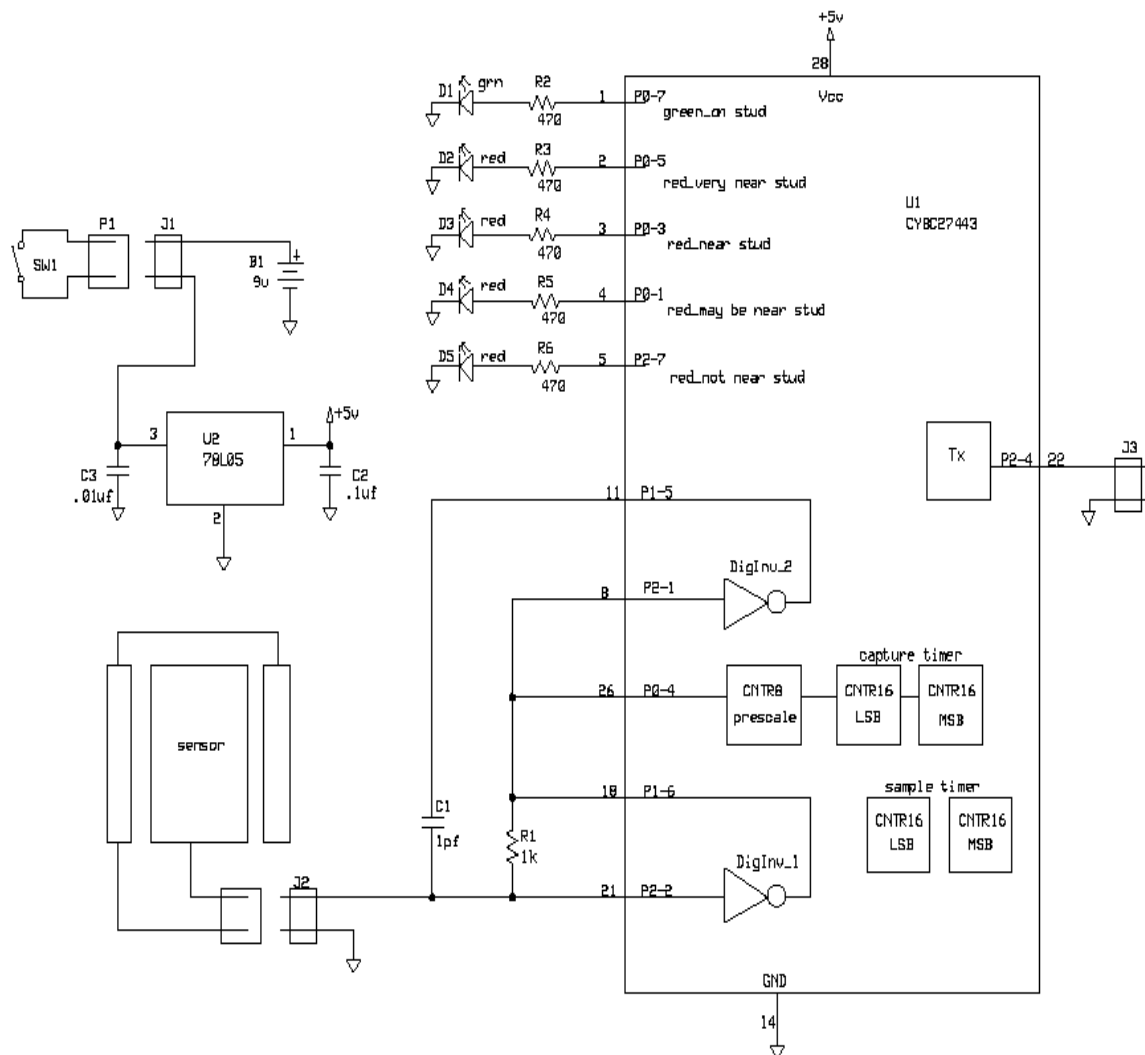 +5v
28
Vcc
D1 grn R2 470 1 P0-7
green_on stud
D2 red R3 470 2 P0-5
red_very near stud
D3 red R4 470 3 P0-3
red_near stud
D4 red R5 470 4 P0-1
red_may be near stud
D5 red R6 470 5 P2-7
red_not near stud
U1
CY8C27443
SW1
P1
J1
B1
9v
+
+5v
3
U2
78L05
1
2
C3
.01uf
C2
.1uf
Tx
P2-4 22
J3
11 P1-5
DigInv_2
8 P2-1
capture timer
26 P0-4
CNTR8
prescale
CNTR16
LSB
CNTR16
MSB
sensor
sample timer
18 P1-6
CNTR16
LSB
CNTR16
MSB
C1
1pf
R1
1k
DigInv_1
J2
21 P2-2
GND
14